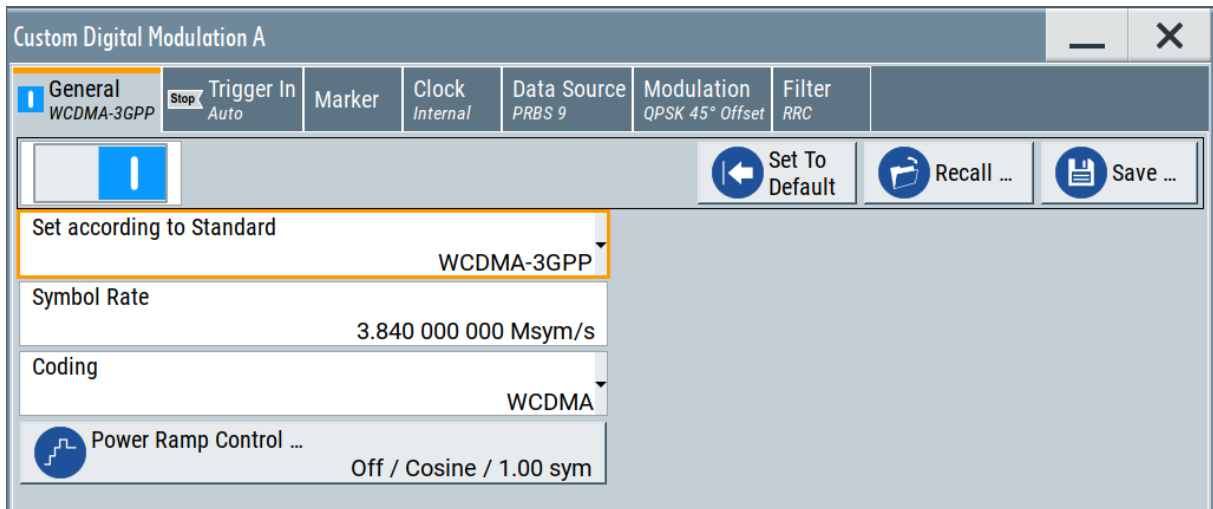 Custom Digital Modulation A
General
WCDMA-3GPP
Stop
Trigger In
Auto
Marker
Clock
Internal
Data Source
PRBS 9
Modulation
QPSK 45° Offset
Filter
RRC
Set To
Default
Recall ...
Save ...
Set according to Standard
WCDMA-3GPP
Symbol Rate
3.840 000 000 Msym/s
Coding
WCDMA
Power Ramp Control ...
Off / Cosine / 1.00 sym